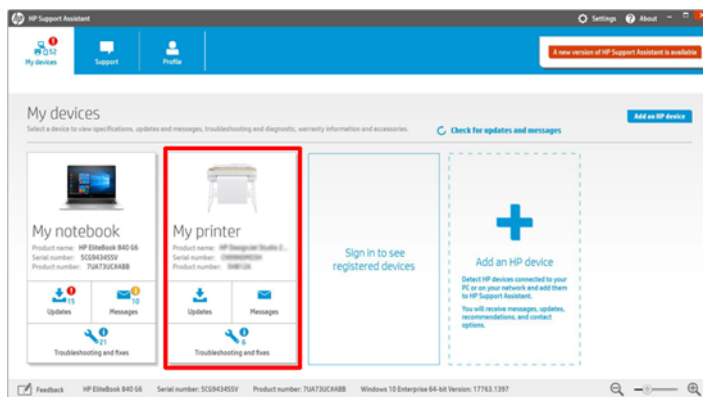 hp HP Support Assistant
Settings
? About
52
My devices
Support
Profile
A new version of HP Support Assistant is available
My devices
Select a device to view specifications, updates and messages, troubleshooting and diagnostic, warranty information and accessories.
Check for updates and messages
Add an HP device
My notebook
Product name: HP EliteBook 840 G6
Serial number: 5CG94345SV
Product number: 7UA73UC#ABB
15
Updates
10
Messages
21
Troubleshooting and fixes
My printer
Product name:
Serial number:
Product number:
Updates
Messages
6
Troubleshooting and fixes
Sign in to see
registered devices
Add an HP device
Detect HP devices connected to your
PC or on your network and add them
to HP Support Assistant.
You will receive messages, updates,
recommendations, and contact
options.
Feedback
HP EliteBook 840 G6
Serial number: 5CG94345SV
Product number: 7UA73UC#ABB
Windows 10 Enterprise 64-bit Version: 17763.1397